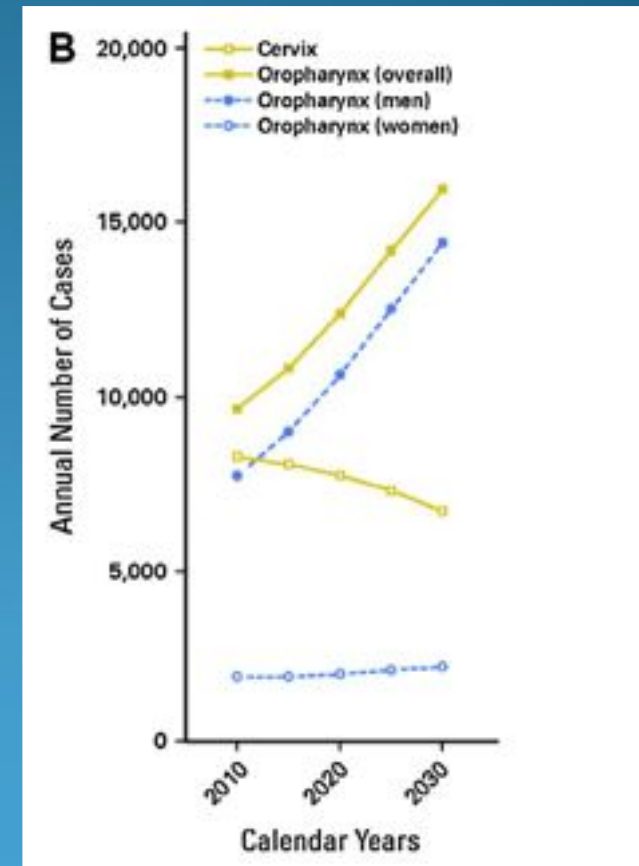 B
20,000
Cervix
Oropharynx (overall)
Oropharynx (men)
Oropharynx (women)
15,000
10,000
5,000
0
Annual Number of Cases
2010
2020
2030
Calendar Years